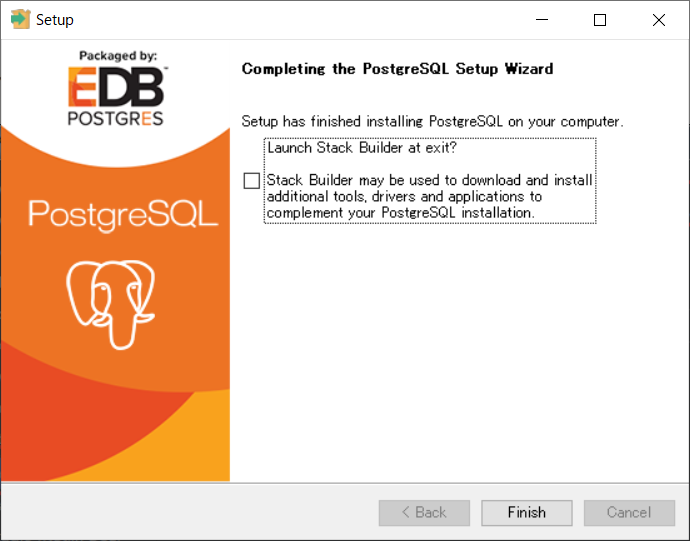 Setup
Packaged by:
EDB
POSTGRES
PostgreSQL
Completing the PostgreSQL Setup Wizard
Setup has finished installing PostgreSQL on your computer.
Launch Stack Builder at exit?
Stack Builder may be used to download and install
additional tools, drivers and applications to
complement your PostgreSQL installation.
< Back
Finish
Cancel